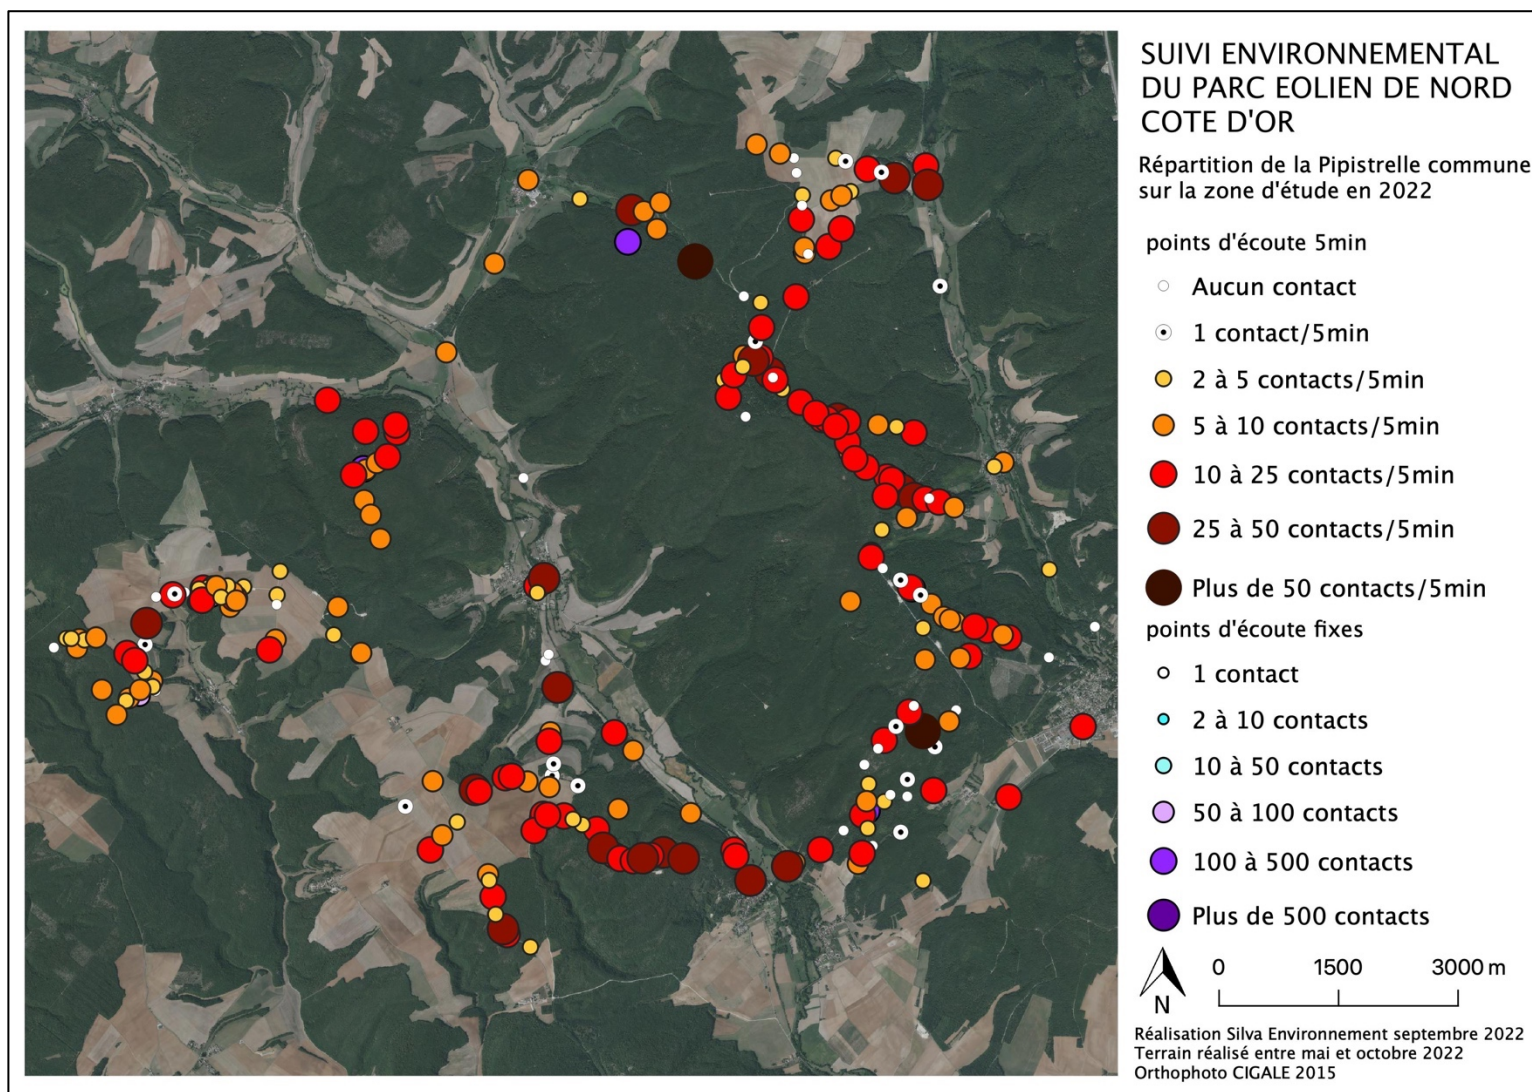 SUIVI ENVIRONNEMENTAL
DU PARC EOLIEN DE NORD
COTE D'OR
Répartition de la Pipistrelle commune
sur la zone d'étude en 2022
points d'écoute 5min
Aucun contact
1 contact/5min
2 à 5 contacts/5min
5 à 10 contacts/5min
10 à 25 contacts/5min
25 à 50 contacts/5min
Plus de 50 contacts/5min
points d'écoute fixes
1 contact
2 à 10 contacts
10 à 50 contacts
50 à 100 contacts
100 à 500 contacts
Plus de 500 contacts
N
0 1500 3000 m
Réalisation Silva Environnement septembre 2022
Terrain réalisé entre mai et octobre 2022
Orthophoto CIGALE 2015